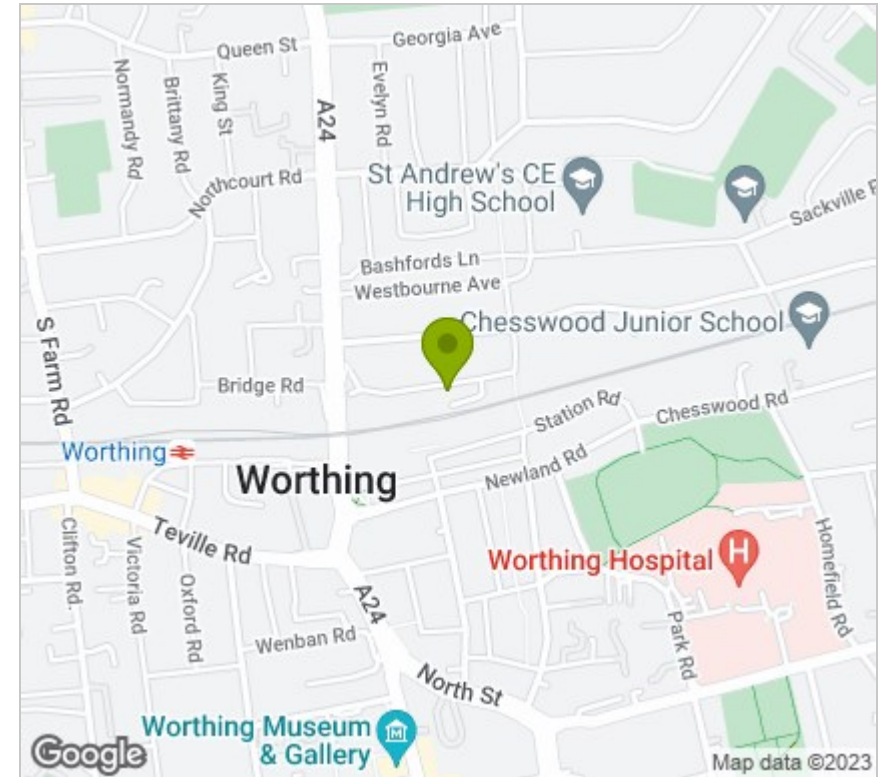 Queen St
Georgia Ave
Normandy Rd
Brittany Rd
King St
A24
Evelyn Rd
Northcourt Rd
St Andrew's CE
High School
Sackville R
Bashfords Ln
Westbourne Ave
Chesswood Junior School
S Farm Rd
Bridge Rd
Station Rd
Chesswood Rd
Worthing
Worthing
Newland Rd
Teville Rd
Clifton Rd.
Victoria Rd
Oxford Rd
Worthing Hospital
H
Homefield Rd
A24
Wenban Rd
Park Rd
North St
Worthing Museum
& Gallery
M
Google
Map data ©2023